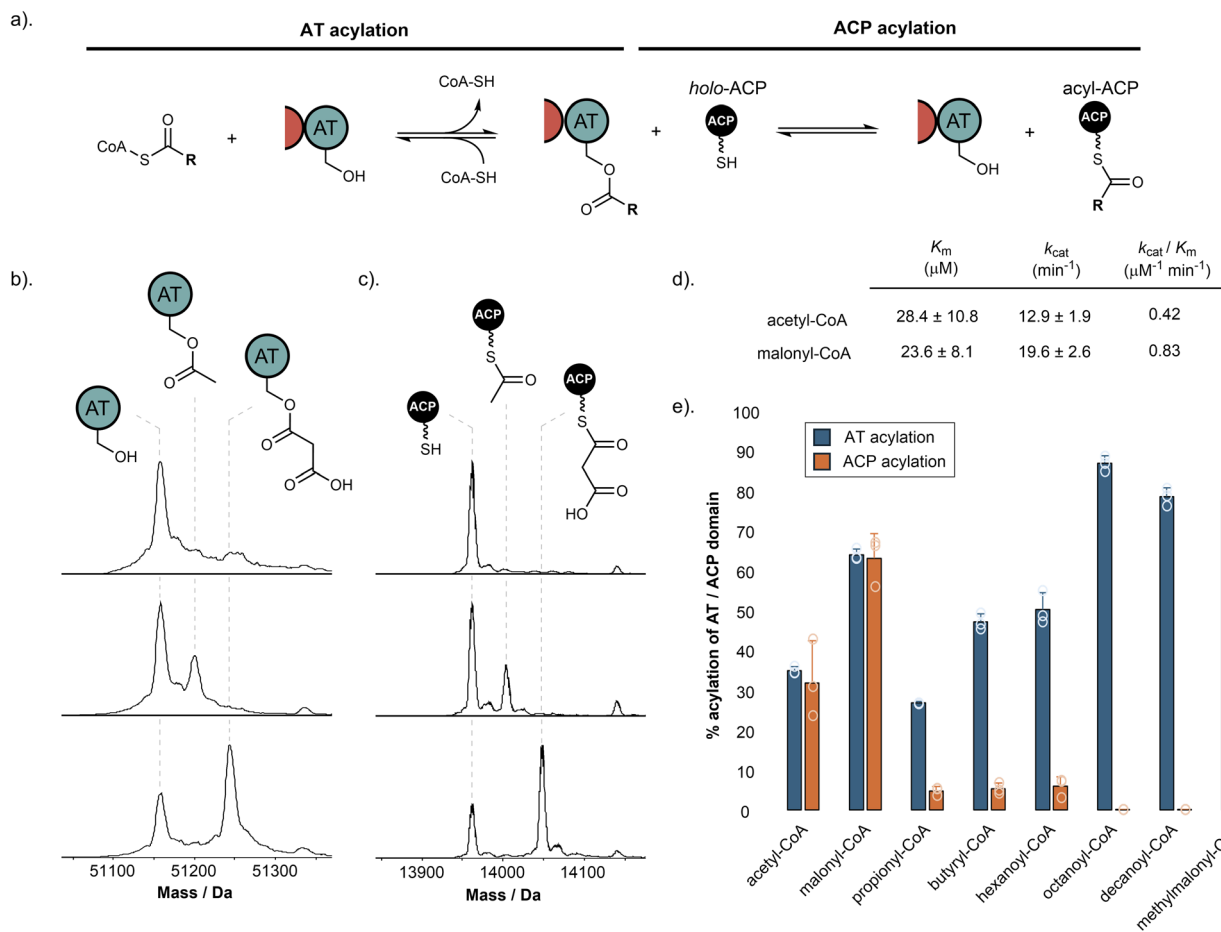 a).
AT acylation
ACP acylation
CoA-SH
holo-ACP
acyl-ACP
CoA
S
O
R
+
AT
OH
CoA-SH
AT
O
O
R
+
ACP
SH
AT
OH
+
ACP
S
O
R
b).
AT
O
O
AT
OH
AT
O
O
O
OH
51100
51200
51300
Mass / Da
c).
ACP
S
O
ACP
SH
ACP
S
O
O
HO
13900
14000
14100
Mass / Da
d).
Km kcat kcat / Km
(μM) (min-1) (μM-1 min-1)
acetyl-CoA 28.4 ± 10.8 12.9 ± 1.9 0.42
malonyl-CoA 23.6 ± 8.1 19.6 ± 2.6 0.83
e).
% acylation of AT / ACP domain
100
90
80
70
60
50
40
30
20
10
0
AT acylation
ACP acylation
acetyl-CoA
malonyl-CoA
propionyl-CoA
butyryl-CoA
hexanoyl-CoA
octanoyl-CoA
decanoyl-CoA
methylmalonyl-C